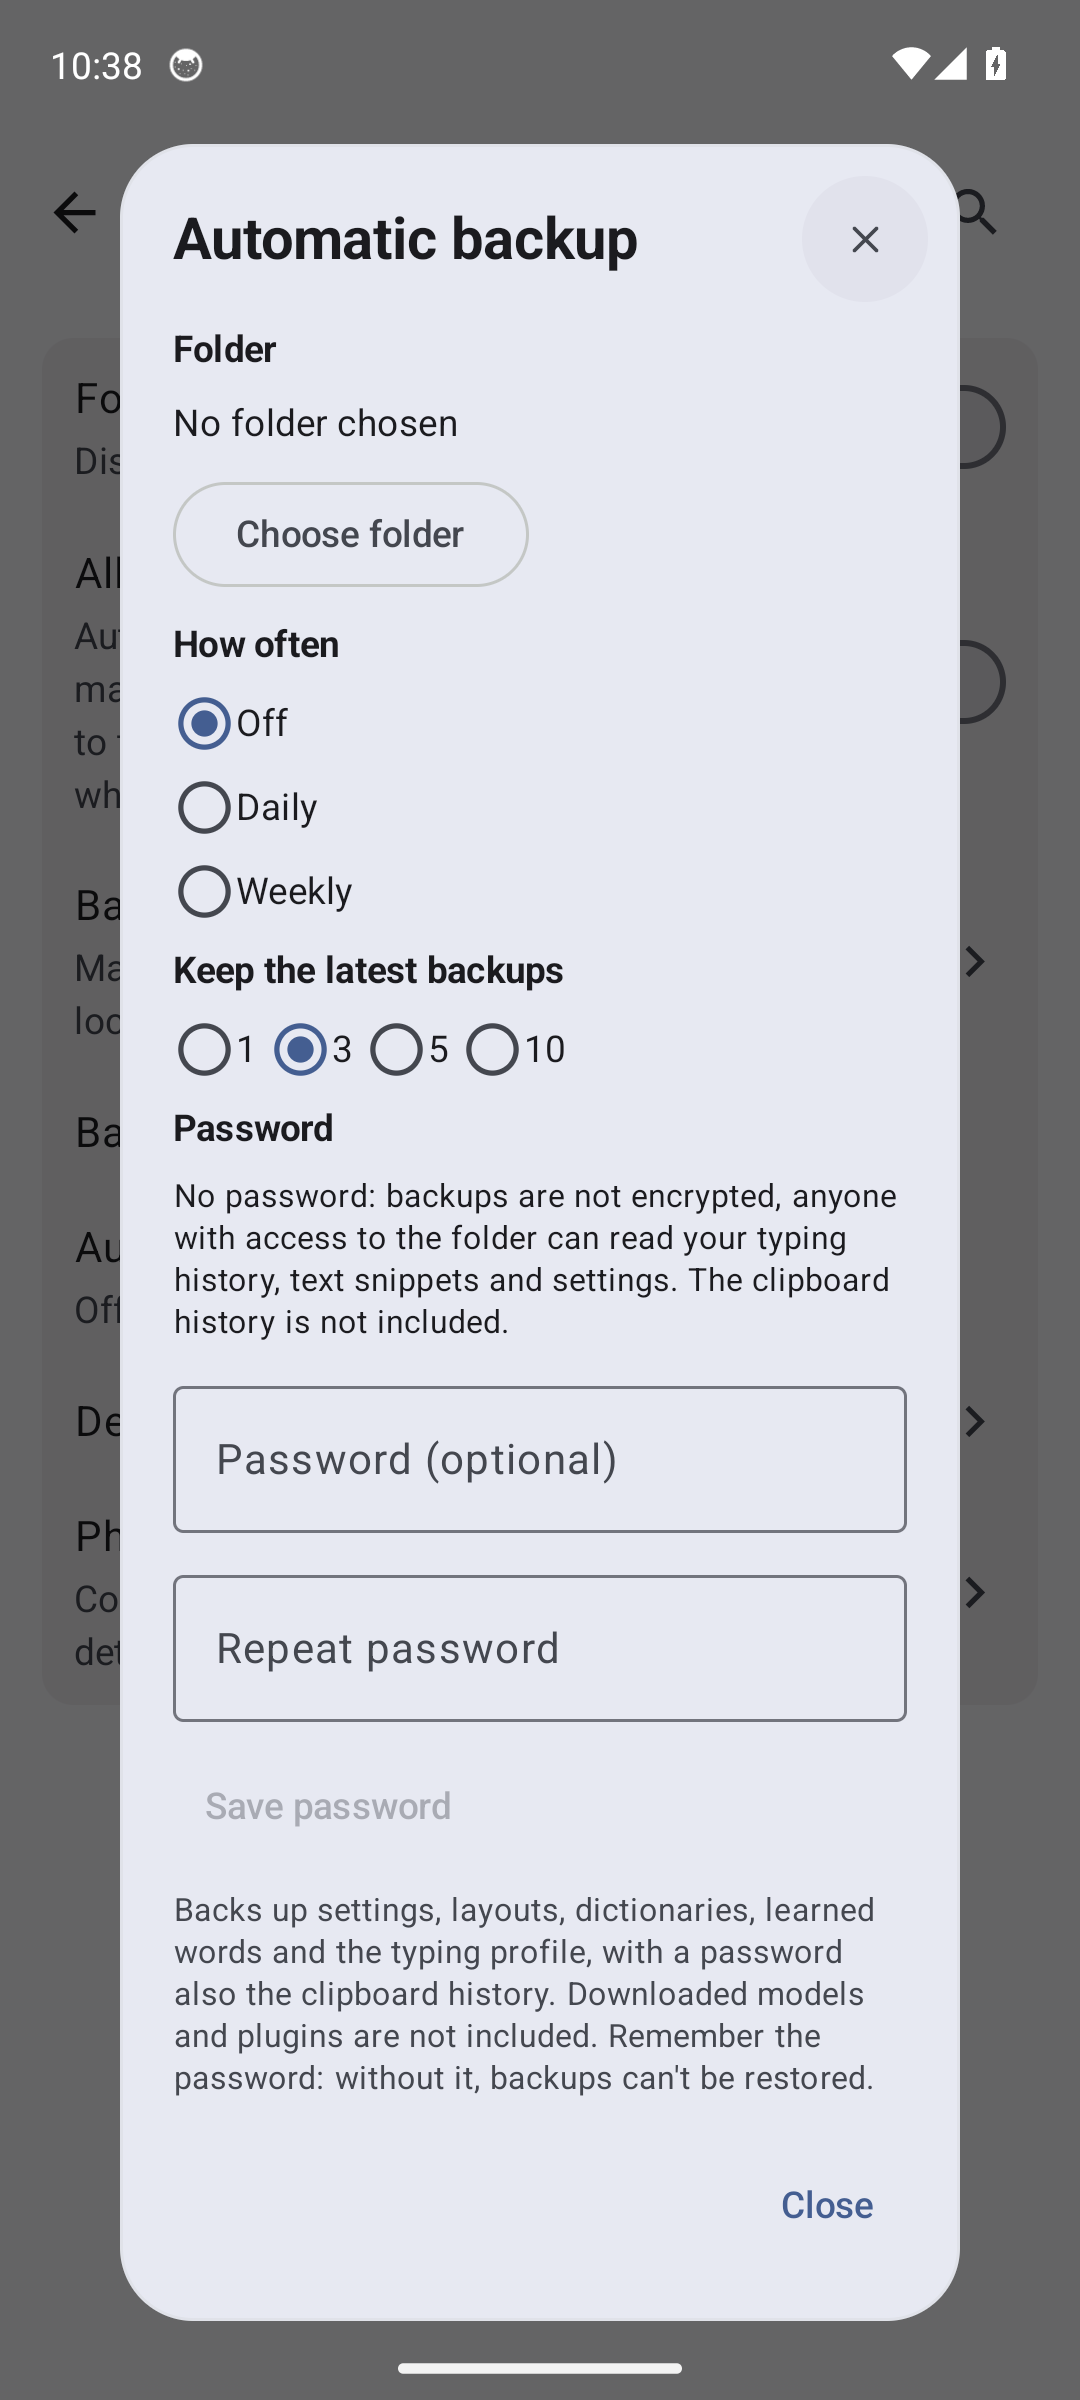 10:38
Automatic backup
Folder
No folder chosen
Choose folder
How often
Off
Daily
Weekly
Keep the latest backups
1 3 5 10
Password
No password: backups are not encrypted, anyone
with access to the folder can read your typing
history, text snippets and settings. The clipboard
history is not included.
Password (optional)
Repeat password
Save password
Backs up settings, layouts, dictionaries, learned
words and the typing profile, with a password
also the clipboard history. Downloaded models
and plugins are not included. Remember the
password: without it, backups can't be restored.
Close